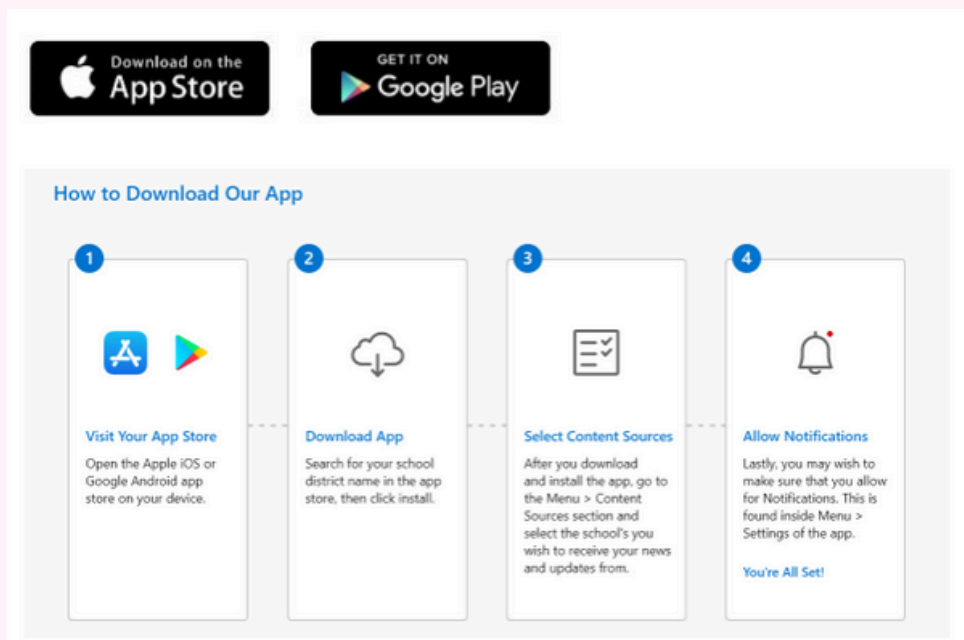 Download on the
App Store
GET IT ON
Google Play
How to Download Our App
1
Visit Your App Store
Open the Apple iOS or
Google Android app
store on your device.
2
Download App
Search for your school
district name in the app
store, then click install.
3
Select Content Sources
After you download
and install the app, go to
the Menu > Content
Sources section and
select the school's you
wish to receive your news
and updates from.
4
Allow Notifications
Lastly, you may wish to
make sure that you allow
for Notifications. This is
found inside Menu >
Settings of the app.
You're All Set!